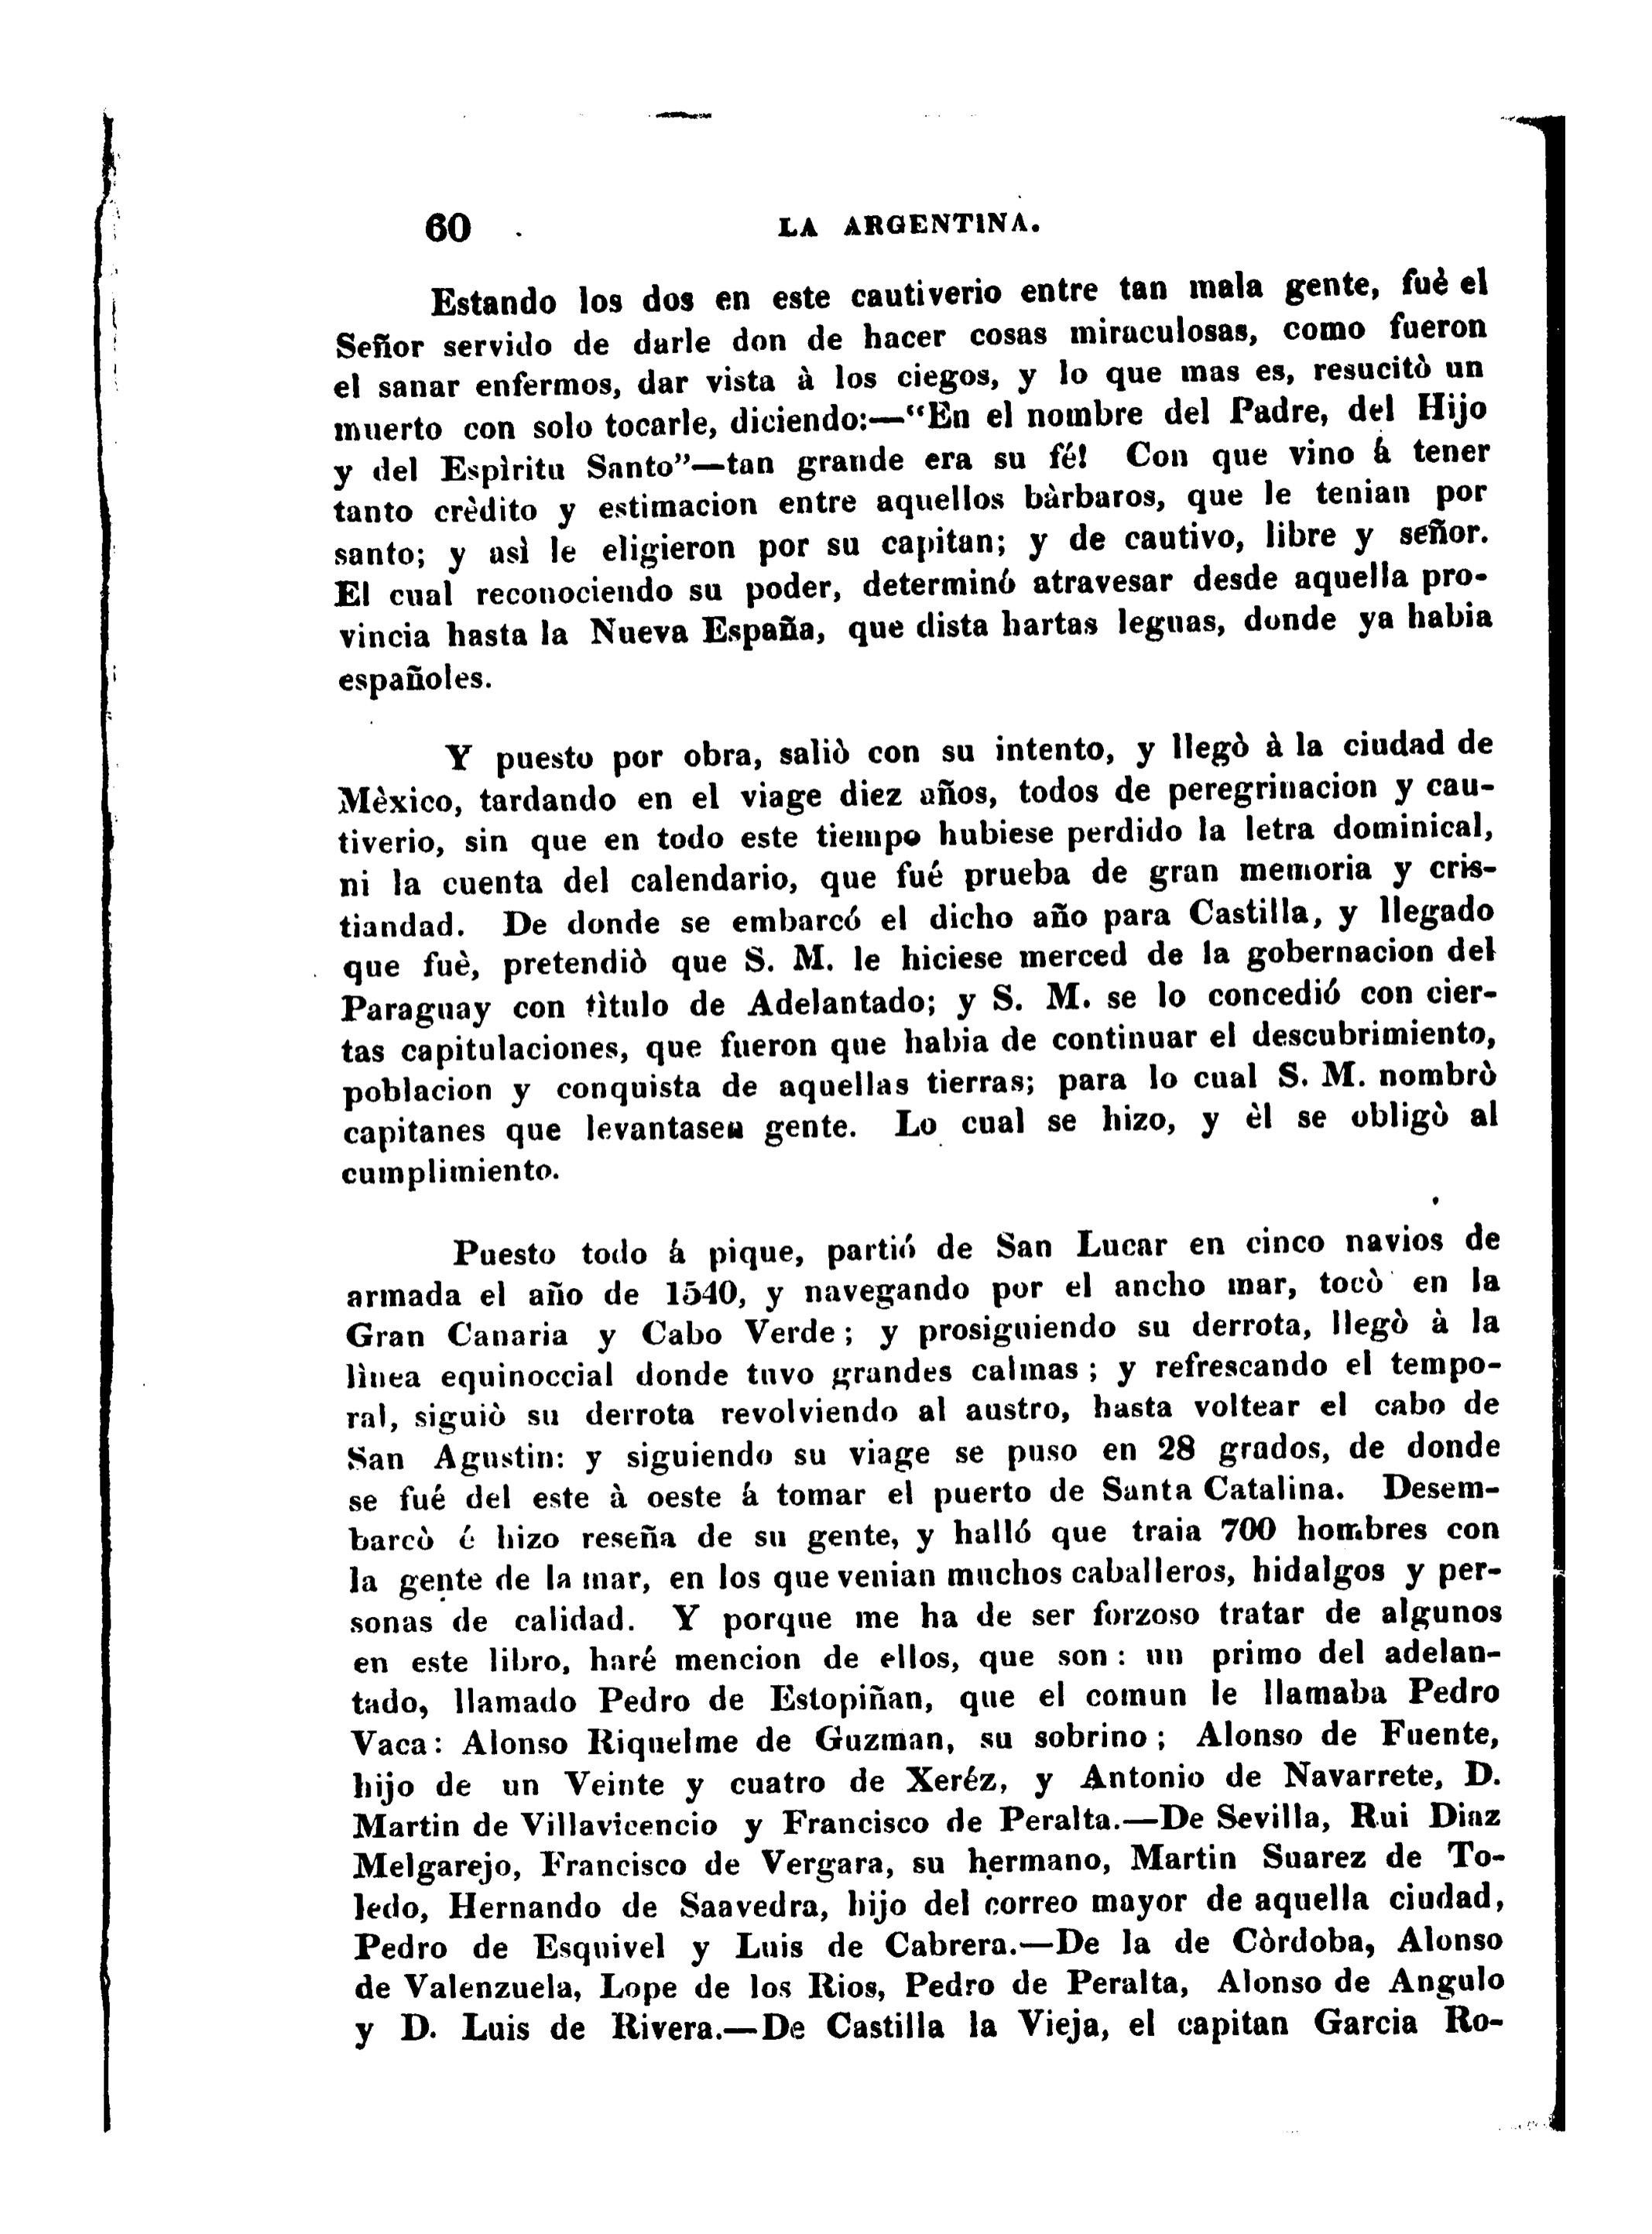 60 LA ARGENTINA.
Estando los dos en este cautiverio entre tan mala gente, fuè el
Señor servido de darle don de hacer cosas miraculosas, como fueron
el sanar enfermos, dar vista à los ciegos, y lo que mas es, resucitò un
muerto con solo tocarle, diciendo:—“En el nombre del Padre, del Hijo
y del Espìritu Santo”—tan grande era su fé! Con que vino á tener
tanto crèdito y estimacion entre aquellos bàrbaros, que le tenian por
santo; y asì le eligieron por su capitan; y de cautivo, libre y señor.
El cual reconociendo su poder, determinó atravesar desde aquella pro-
vincia hasta la Nueva España, que dista hartas leguas, donde ya habia
españoles.
Y puesto por obra, saliò con su intento, y llegò à la ciudad de
Mèxico, tardando en el viage diez años, todos de peregrinacion y cau-
tiverio, sin que en todo este tiempo hubiese perdido la letra dominical,
ni la cuenta del calendario, que fué prueba de gran memoria y cris-
tiandad. De donde se embarcó el dicho año para Castilla, y llegado
que fuè, pretendiò que S. M. le hiciese merced de la gobernacion del
Paraguay con tìtulo de Adelantado; y S. M. se lo concedió con cier-
tas capitulaciones, que fueron que habia de continuar el descubrimiento,
poblacion y conquista de aquellas tierras; para lo cual S. M. nombrò
capitanes que levantasen gente. Lo cual se hizo, y èl se obligò al
cumplimiento.
Puesto todo á pique, partió de San Lucar en cinco navios de
armada el año de 1540, y navegando por el ancho mar, tocò en la
Gran Canaria y Cabo Verde; y prosiguiendo su derrota, llegò à la
lìnea equinoccial donde tuvo grandes calmas; y refrescando el tempo-
ral, siguiò su derrota revolviendo al austro, hasta voltear el cabo de
San Agustin: y siguiendo su viage se puso en 28 grados, de donde
se fué del este à oeste á tomar el puerto de Santa Catalina. Desem-
barcò é hizo reseña de su gente, y halló que traia 700 hombres con
la gente de la mar, en los que venian muchos caballeros, hidalgos y per-
sonas de calidad. Y porque me ha de ser forzoso tratar de algunos
en este libro, haré mencion de ellos, que son: un primo del adelan-
tado, llamado Pedro de Estopiñan, que el comun le llamaba Pedro
Vaca: Alonso Riquelme de Guzman, su sobrino; Alonso de Fuente,
hijo de un Veinte y cuatro de Xeréz, y Antonio de Navarrete, D.
Martin de Villavicencio y Francisco de Peralta.—De Sevilla, Rui Diaz
Melgarejo, Francisco de Vergara, su hermano, Martin Suarez de To-
ledo, Hernando de Saavedra, hijo del correo mayor de aquella ciudad,
Pedro de Esquivel y Luis de Cabrera.—De la de Còrdoba, Alonso
de Valenzuela, Lope de los Rios, Pedro de Peralta, Alonso de Angulo
y D. Luis de Rivera.—De Castilla la Vieja, el capitan Garcia Ro-